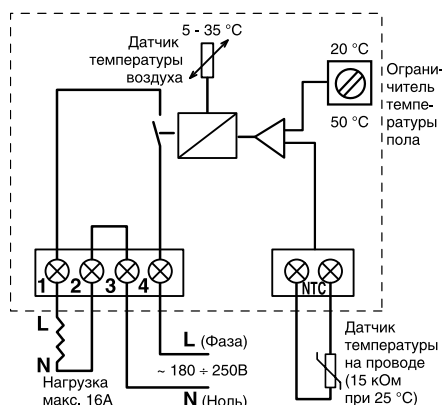 5 - 35 °C
Датчик
температуры
воздуха
20 °C
50 °C
Ограни-
читель
темпе-
ратуры
пола
1 2 3 4
NTC
L
N
Нагрузка
макс. 16А
L (Фаза)
~ 180 ÷ 250В
N (Ноль)
Датчик
температуры
на проводе
(15 кОм
при 25 °C)